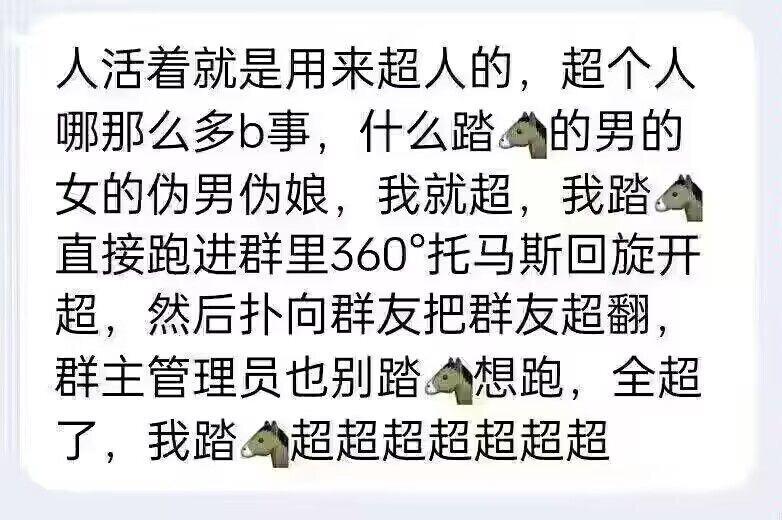 人活着就是用来超人的，超个人
哪那么多b事，什么踏🐴的男的
女的伪男伪娘，我就超，我踏🐴
直接跑进群里360°托马斯回旋开
超，然后扑向群友把群友超翻，
群主管理员也别踏🐴想跑，全超
了，我踏🐴超超超超超超超